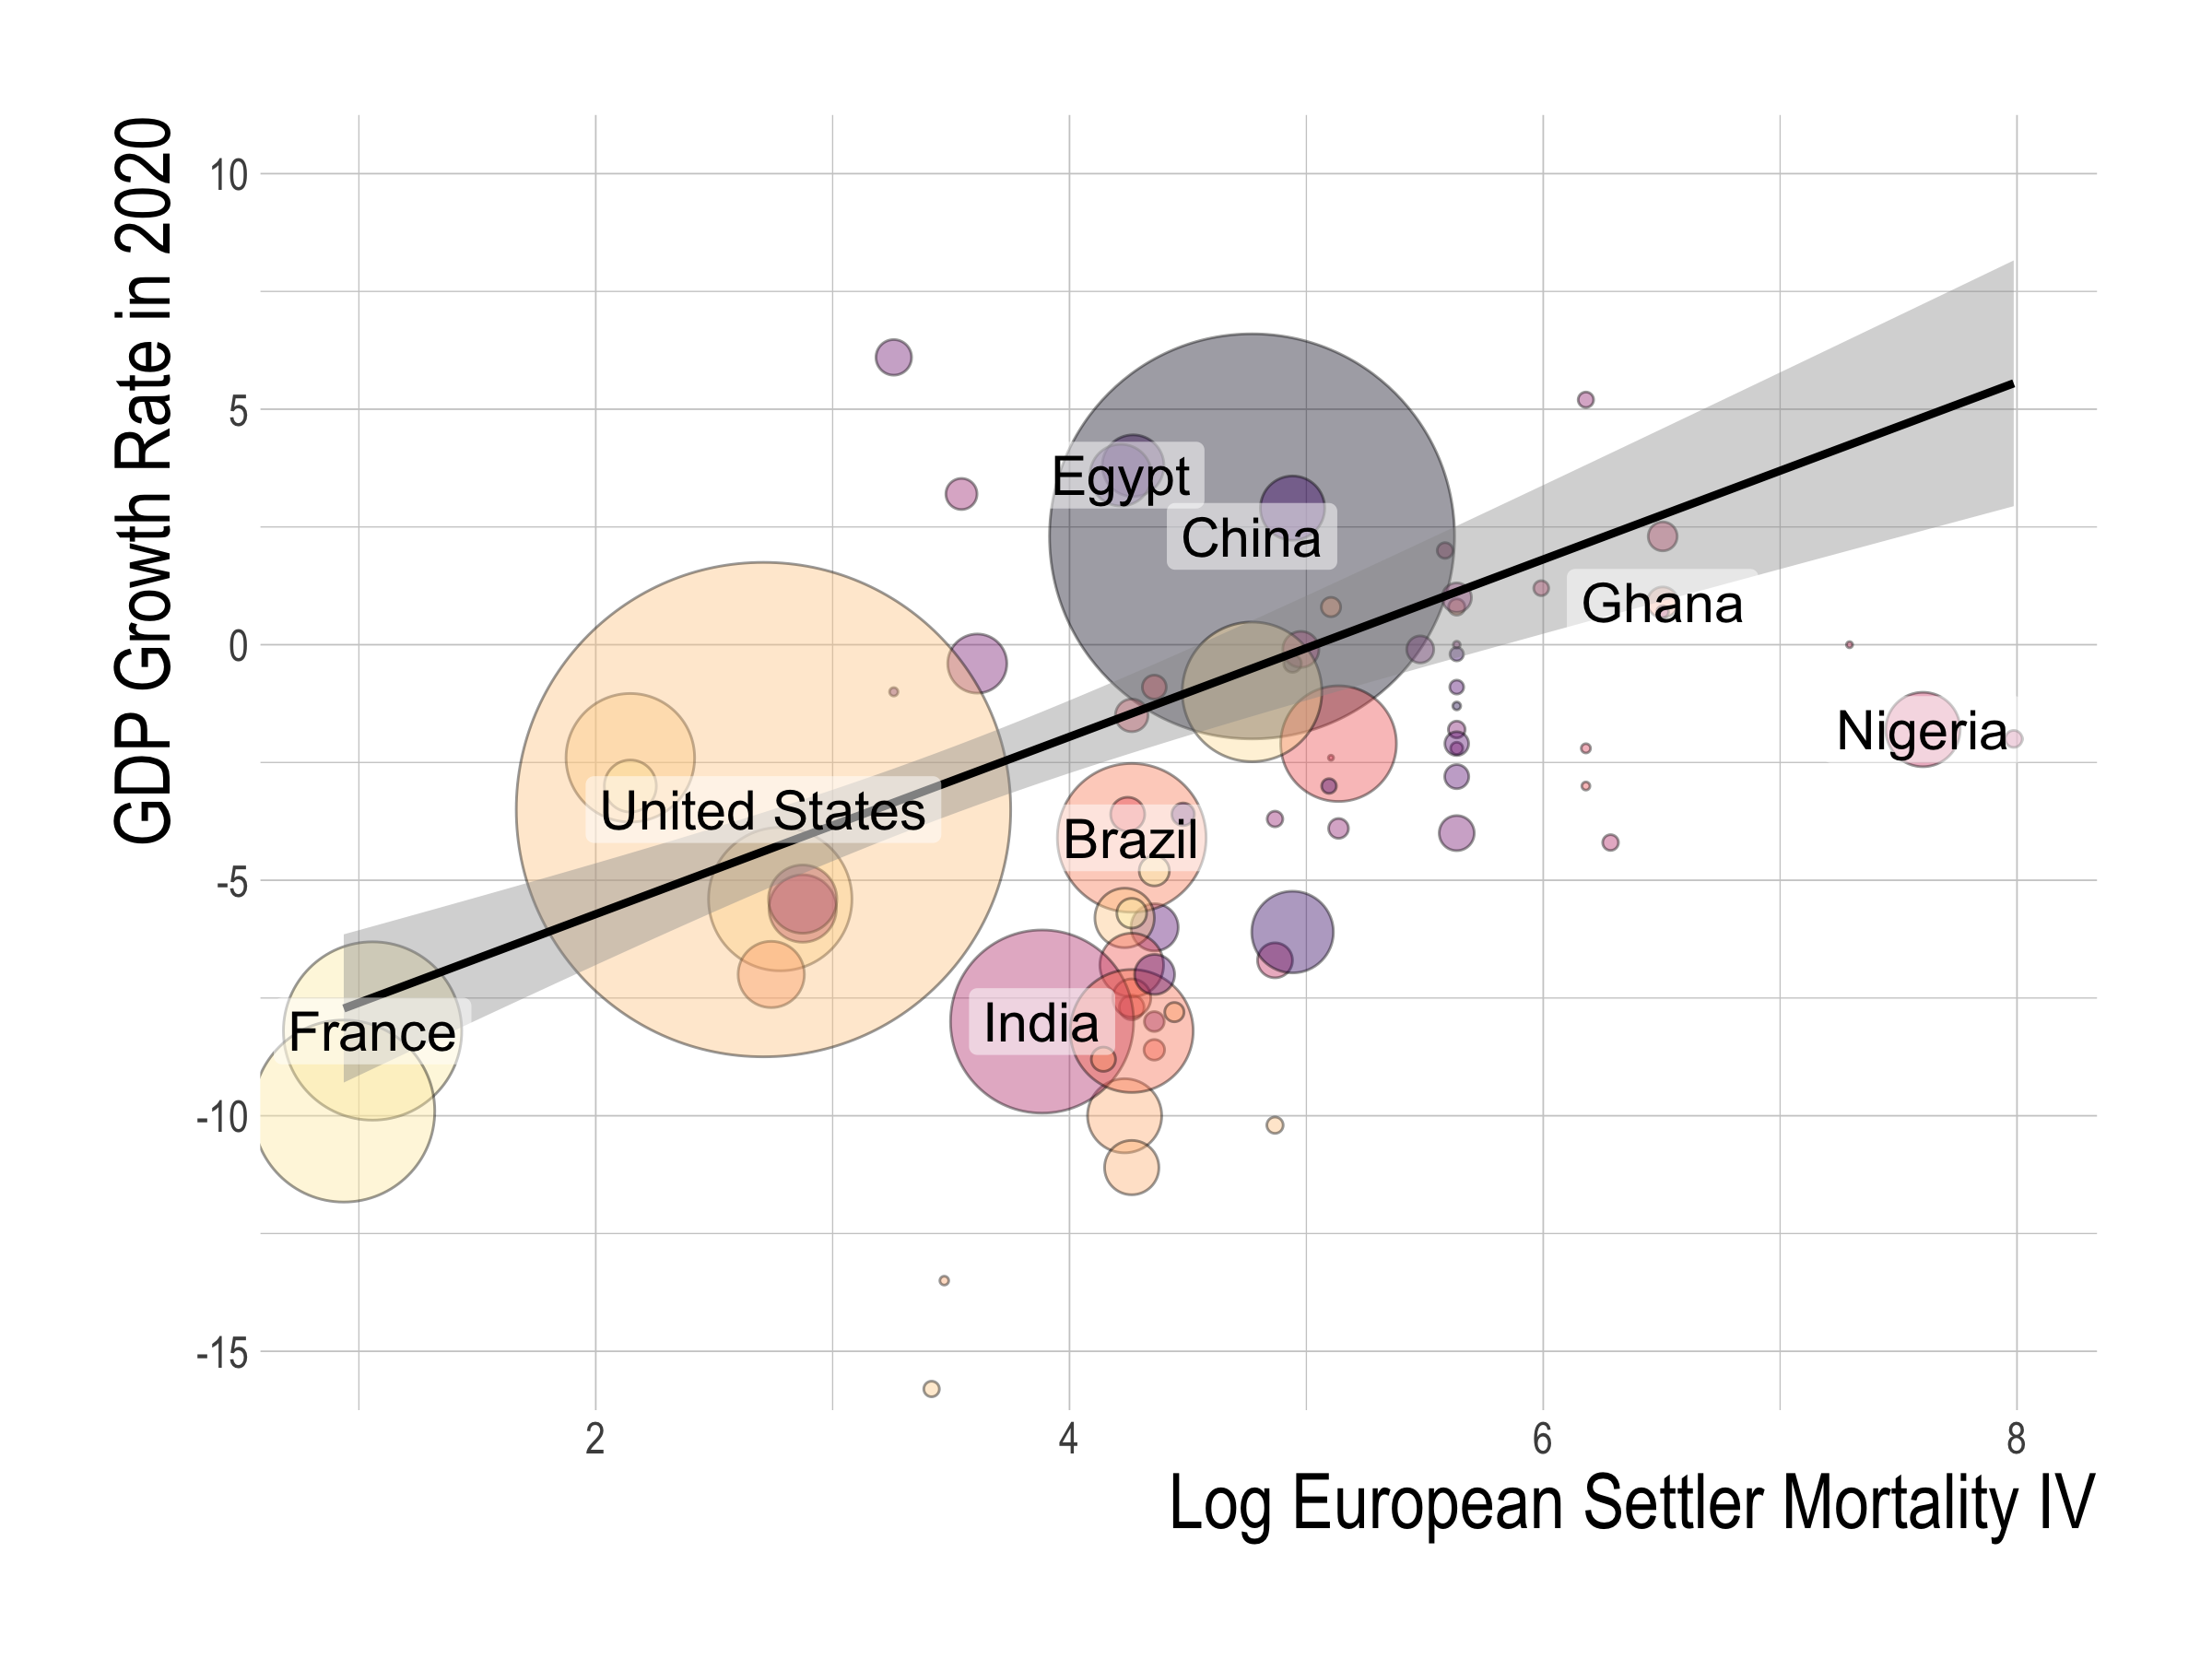 GDP Growth Rate in 2020
10
5
0
-5
-10
-15
Egypt
China
Ghana
Nigeria
United States
Brazil
India
France
2 4 6 8
Log European Settler Mortality IV